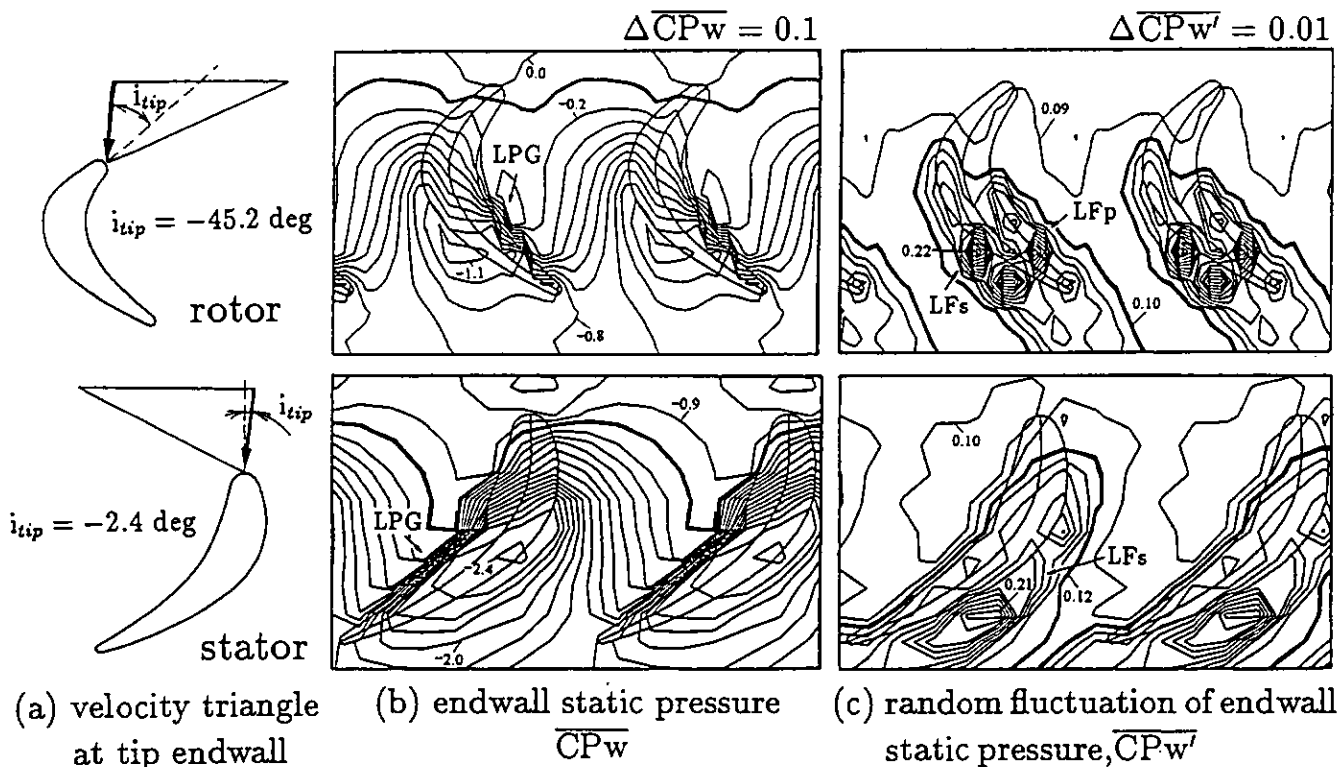 ΔCPw = 0.1
ΔCPw' = 0.01
i_tip
i_tip = −45.2 deg
rotor
0.0
−0.2
LPG
−1.1
−0.8
0.09
LFp
0.22
LFs
0.10
i_tip
i_tip = −2.4 deg
stator
−0.9
LPG
−2.4
−2.0
0.10
LFs
0.21
0.12
(a) velocity triangle
at tip endwall
(b) endwall static pressure
CPw
(c) random fluctuation of endwall
static pressure,CPw'